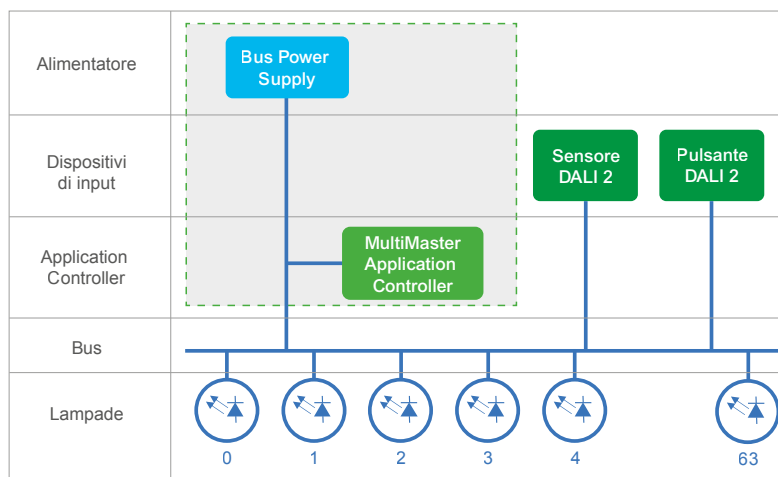 Alimentatore
Bus Power
Supply
Dispositivi
di input
Sensore
DALI 2
Pulsante
DALI 2
Application
Controller
MultiMaster
Application
Controller
Bus
Lampade
0
1
2
3
4
63